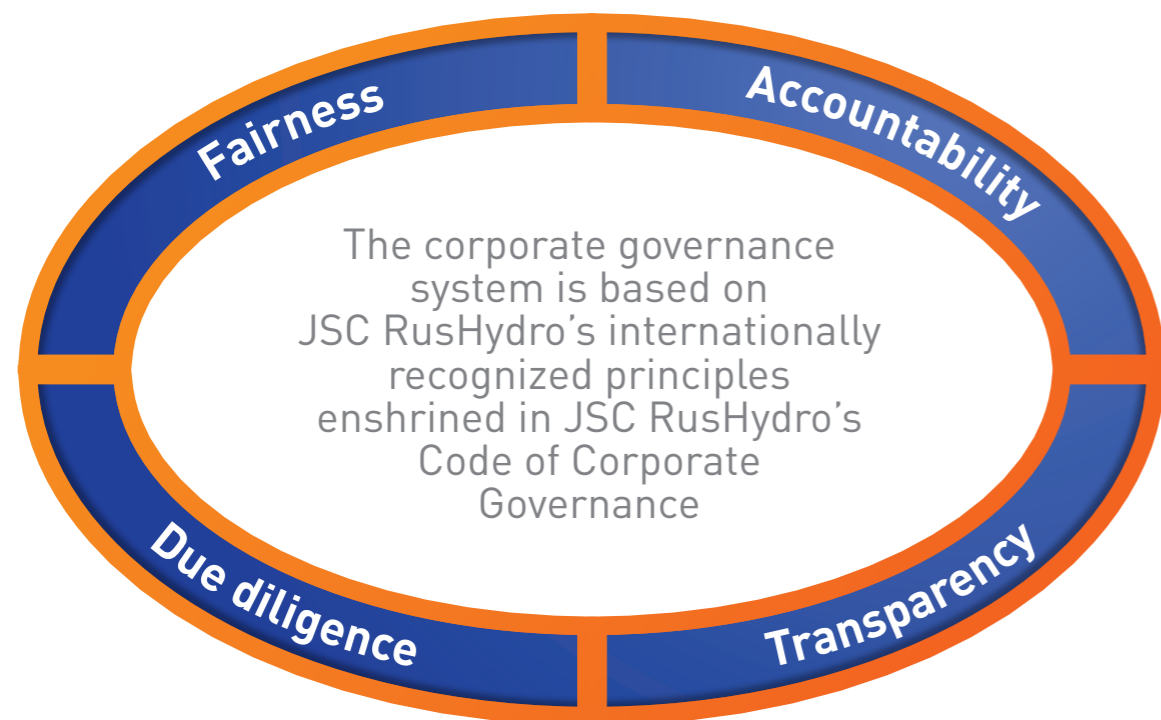 Fairness
Accountability
The corporate governance
system is based on
JSC RusHydro’s internationally
recognized principles
enshrined in JSC RusHydro’s
Code of Corporate
Governance
Due diligence
Transparency